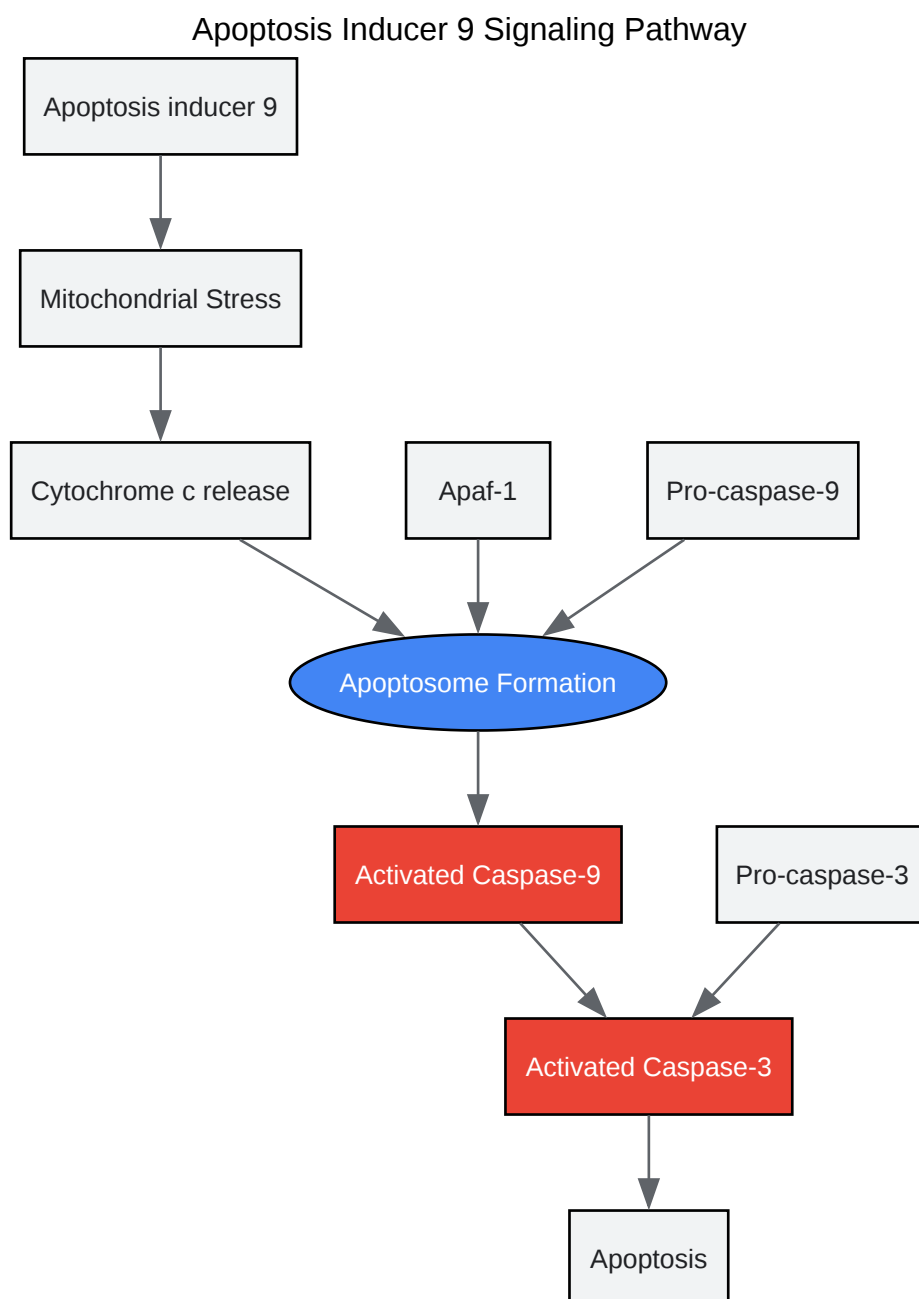 Apoptosis Inducer 9 Signaling Pathway
Apoptosis inducer 9
Mitochondrial Stress
Cytochrome c release
Apaf-1
Pro-caspase-9
Apoptosome Formation
Activated Caspase-9
Pro-caspase-3
Activated Caspase-3
Apoptosis